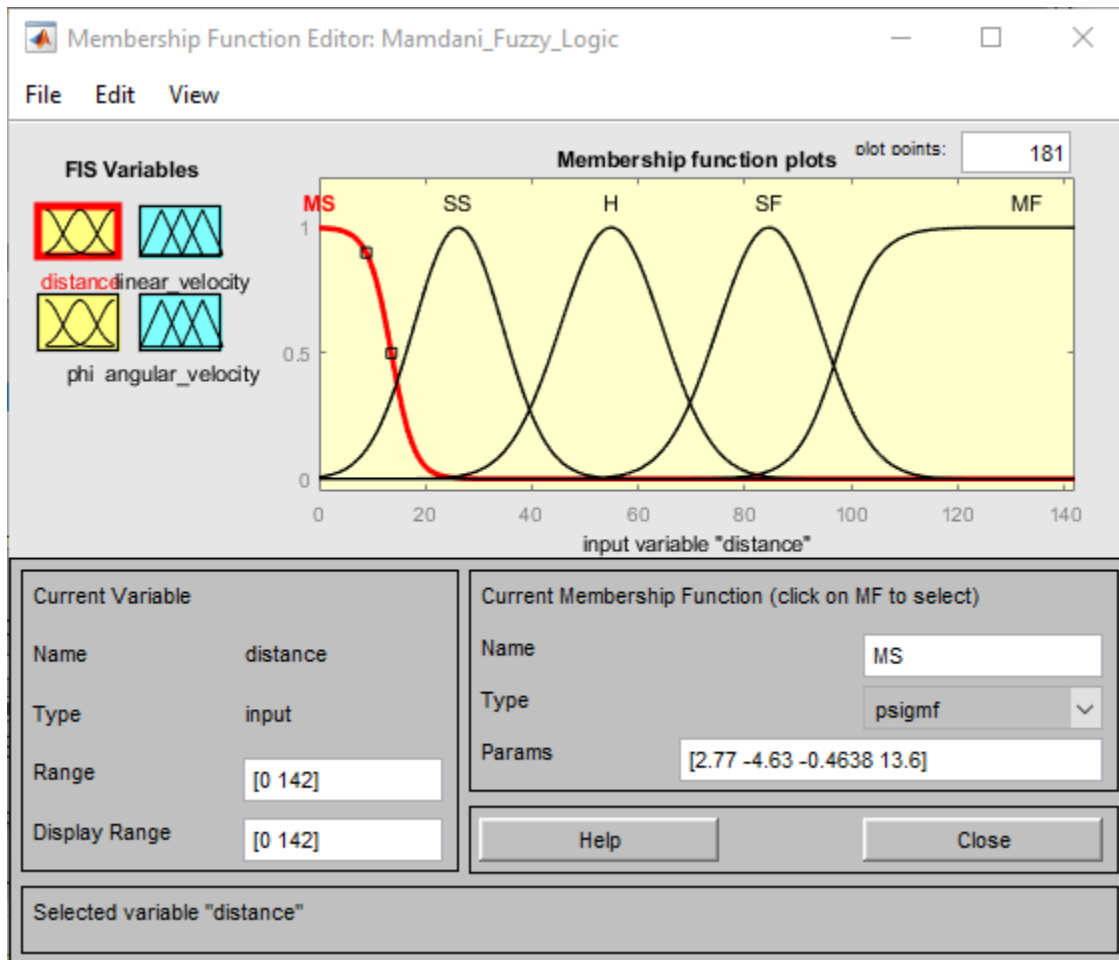 Membership Function Editor: Mamdani_Fuzzy_Logic
File Edit View
FIS Variables
distance
linear_velocity
phi
angular_velocity
Membership function plots
plot points:
181
MS SS H SF MF
1
0.5
0
0 20 40 60 80 100 120 140
input variable "distance"
Current Variable
Name distance
Type input
Range [0 142]
Display Range [0 142]
Current Membership Function (click on MF to select)
Name MS
Type psigmf
Params [2.77 -4.63 -0.4638 13.6]
Help Close
Selected variable "distance"